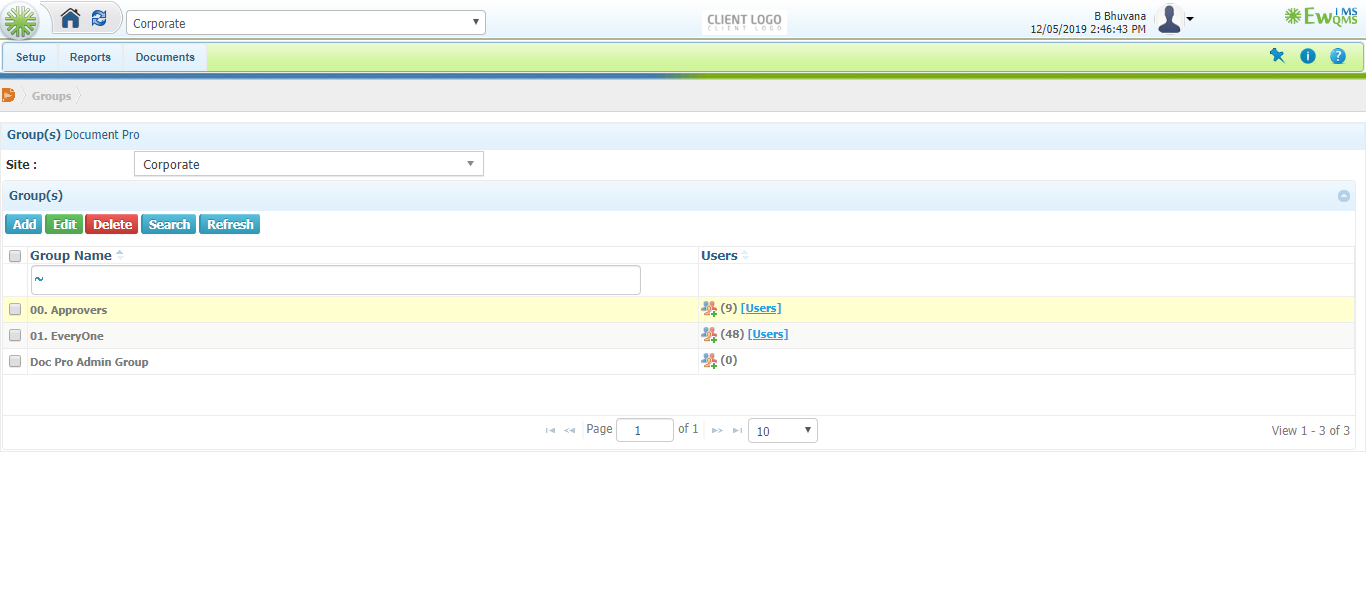 Corporate
CLIENT LOGO
CLIENT LOGO
B Bhuvana
12/05/2019 2:46:43 PM
Ew iMS QMS
Setup Reports Documents
Groups
Group(s) Document Pro
Site : Corporate
Group(s)
Add Edit Delete Search Refresh
Group Name Users
~
00. Approvers (9) [Users]
01. EveryOne (48) [Users]
Doc Pro Admin Group (0)
Page 1 of 1 10 View 1 - 3 of 3